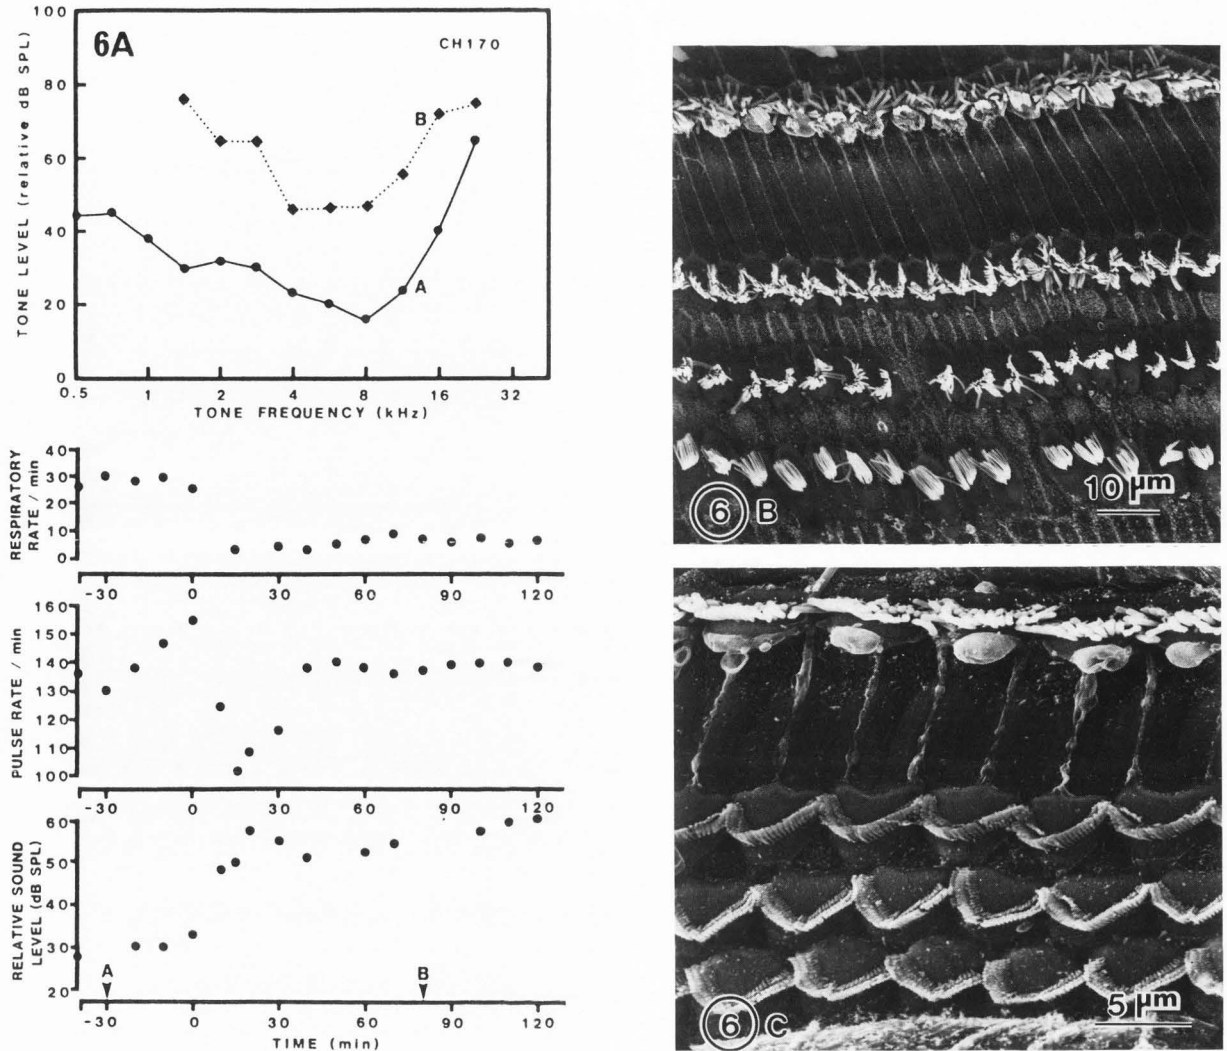 6A
CH170
TONE LEVEL (relative dB SPL)
100
80
60
40
20
0
B
A
0.5 1 2 4 8 16 32
TONE FREQUENCY (kHz)
RESPIRATORY
RATE / min
40
30
20
10
0
-30 0 30 60 90 120
PULSE RATE / min
160
150
140
130
120
110
100
-30 0 30 60 90 120
RELATIVE SOUND
LEVEL (dB SPL)
60
50
40
30
20
A
B
-30 0 30 60 90 120
TIME (min)
10 μm
6 B
5 μm
6 C